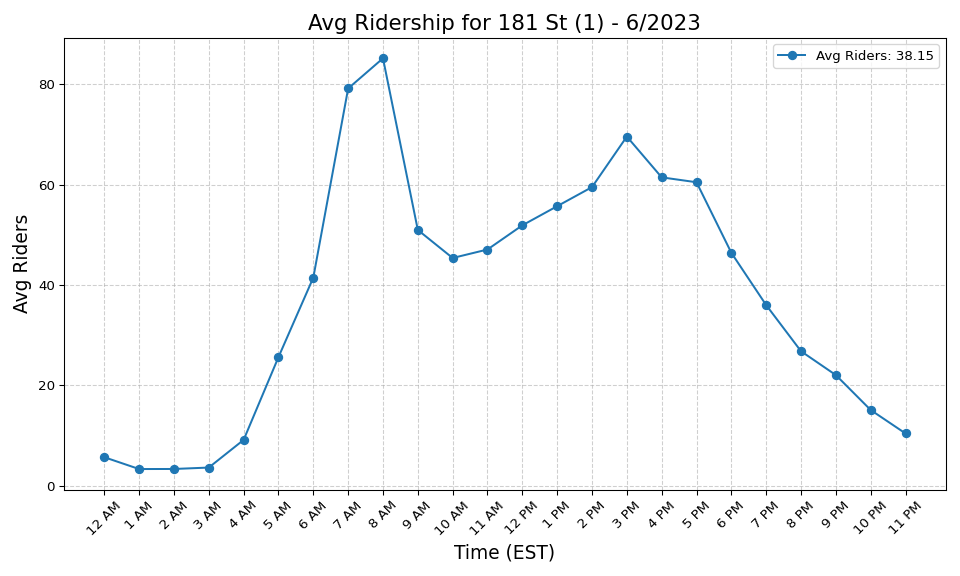 Avg Ridership for 181 St (1) - 6/2023
Avg Riders: 38.15
Avg Riders
80
60
40
20
0
12 AM
1 AM
2 AM
3 AM
4 AM
5 AM
6 AM
7 AM
8 AM
9 AM
10 AM
11 AM
12 PM
1 PM
2 PM
3 PM
4 PM
5 PM
6 PM
7 PM
8 PM
9 PM
10 PM
11 PM
Time (EST)